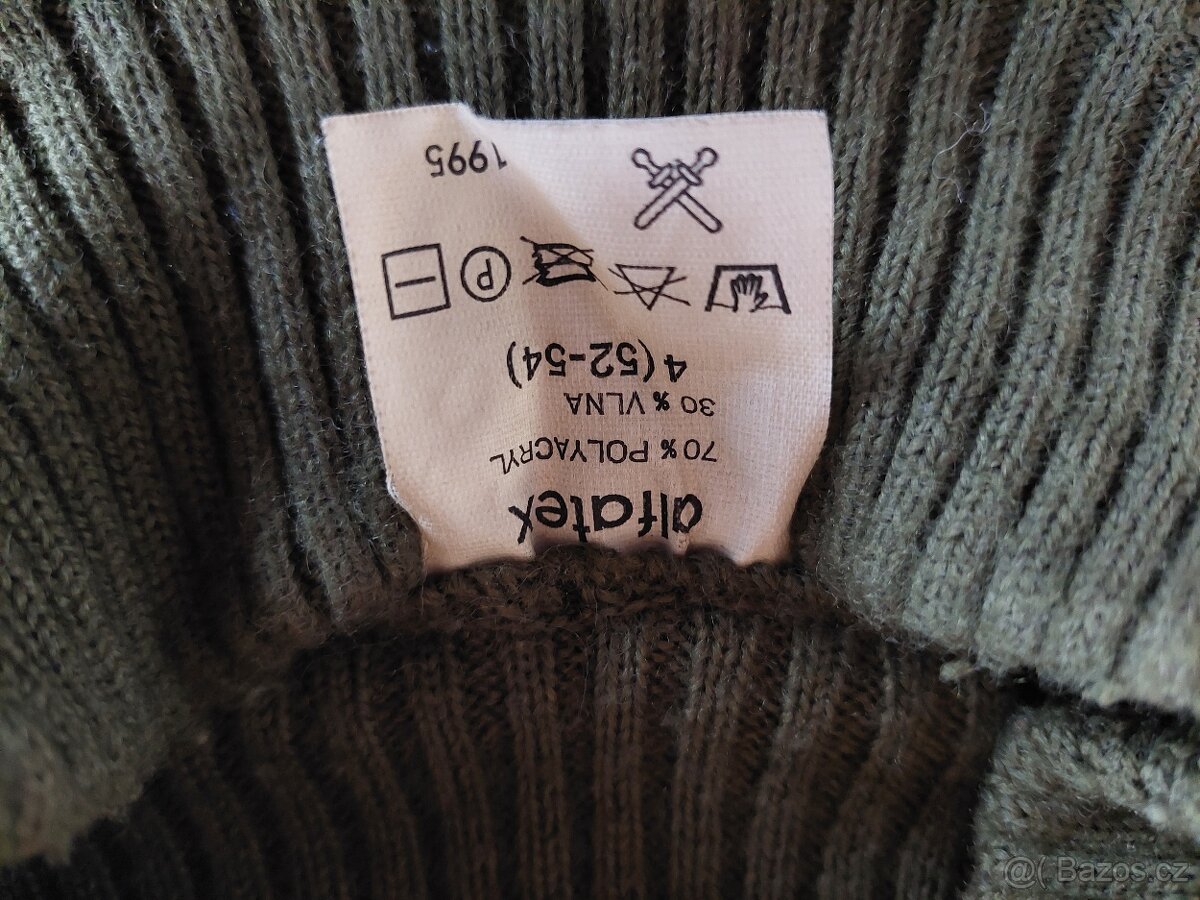 alfatex
70% POLYACRYL
30% VLNA
4 (52-54)
P
1995
@( Bazos.cz